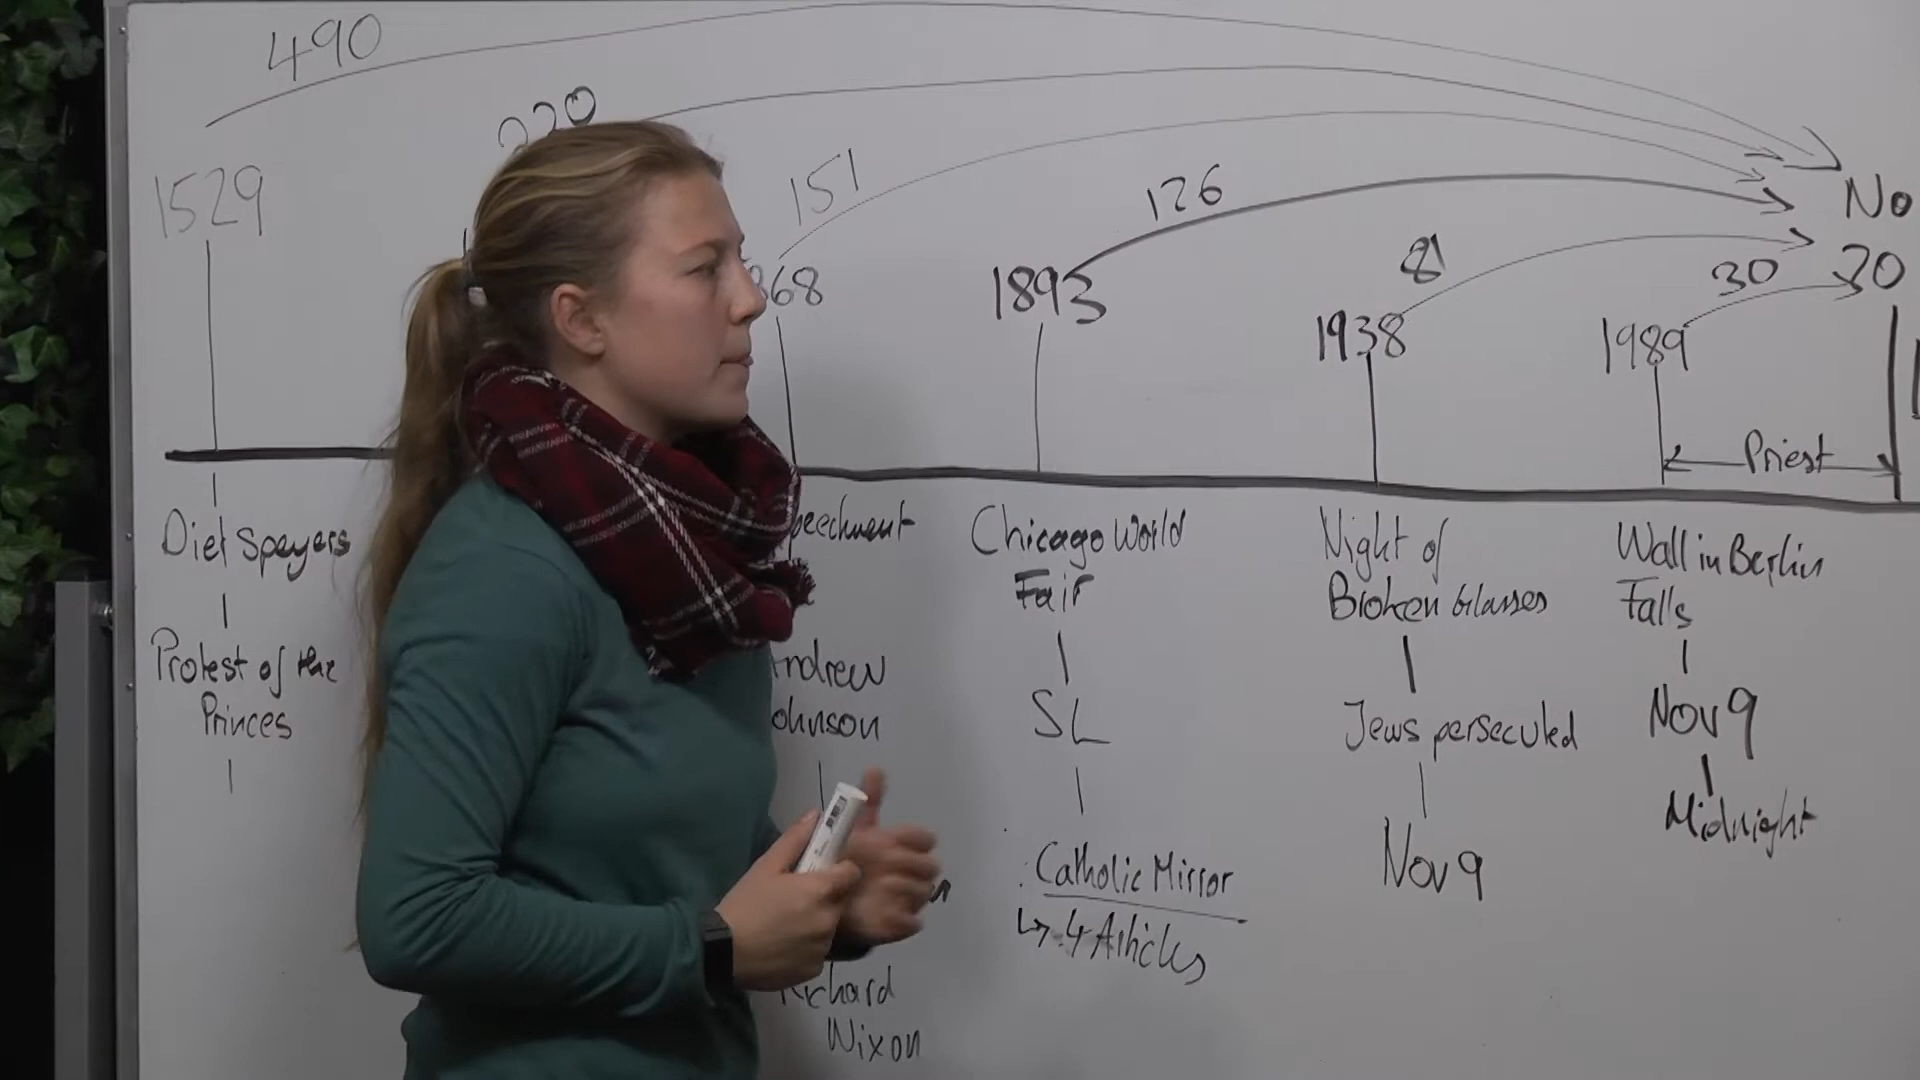 490
220
151
126
81
30
1529
868
1893
1938
1989
No
20
Priest
Diet Speyers
Protest of the
Princes
peechment
ndrew
ohnson
Richard
Nixon
Chicago World
Fair
SL
Catholic Mirror
↳ 4 Articles
Night of
Broken Glasses
Jews persecuted
Nov 9
Wall in Berlin
Falls
Nov 9
Midnight